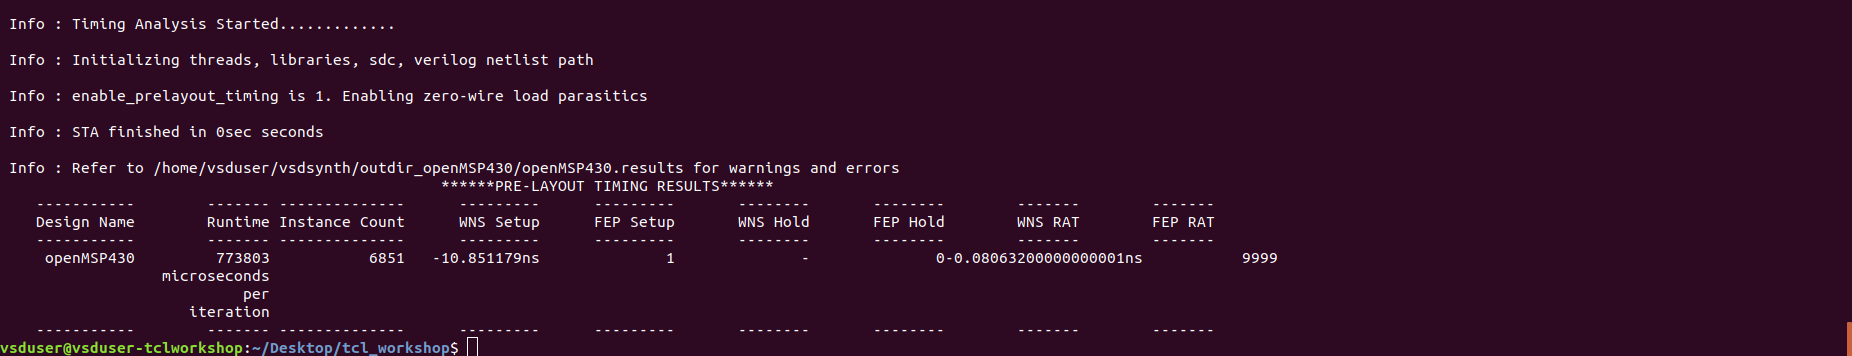 Info : Timing Analysis Started.............
Info : Initializing threads, libraries, sdc, verilog netlist path
Info : enable_prelayout_timing is 1. Enabling zero-wire load parasitics
Info : STA finished in 0sec seconds
Info : Refer to /home/vsduser/vsdsynth/outdir_openMSP430/openMSP430.results for warnings and errors
******PRE-LAYOUT TIMING RESULTS******
----------- ------- -------------- --------- --------- -------- -------- ------- -------
Design Name Runtime Instance Count WNS Setup FEP Setup WNS Hold FEP Hold WNS RAT FEP RAT
----------- ------- -------------- --------- --------- -------- -------- ------- -------
openMSP430 773803 6851 -10.851179ns 1 - 0-0.08063200000000001ns 9999
microseconds
per
iteration
----------- ------- -------------- --------- --------- -------- -------- ------- -------
vsduser@vsduser-tclworkshop:~/Desktop/tcl_workshop$